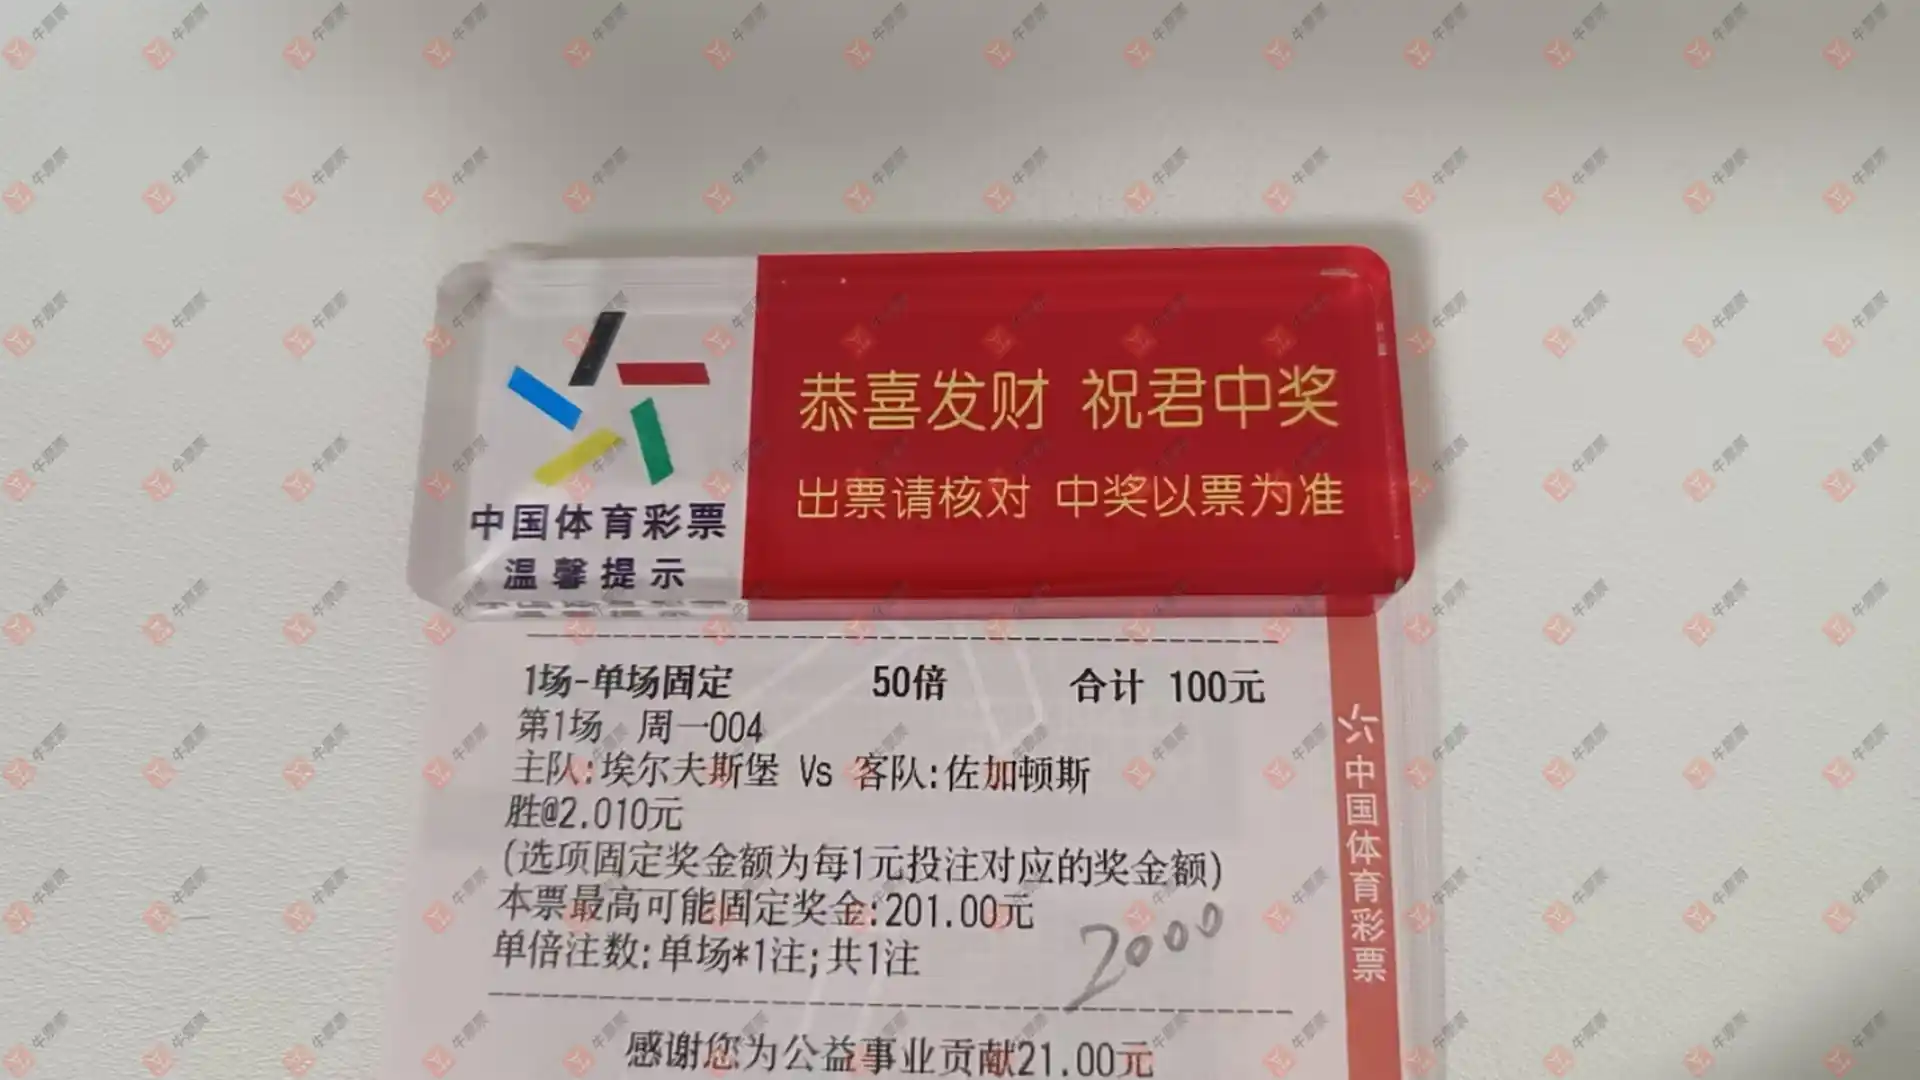 恭喜发财 祝君中奖
出票请核对 中奖以票为准
中国体育彩票
温馨提示
1场-单场固定 50倍 合计 100元
第1场 周一004
主队:埃尔夫斯堡 Vs 客队:佐加顿斯
胜@2.010元
(选项固定奖金额为每1元投注对应的奖金额)
本票最高可能固定奖金:201.00元
单倍注数:单场*1注;共1注
2000
感谢您为公益事业贡献21.00元
中国体育彩票
牛票票